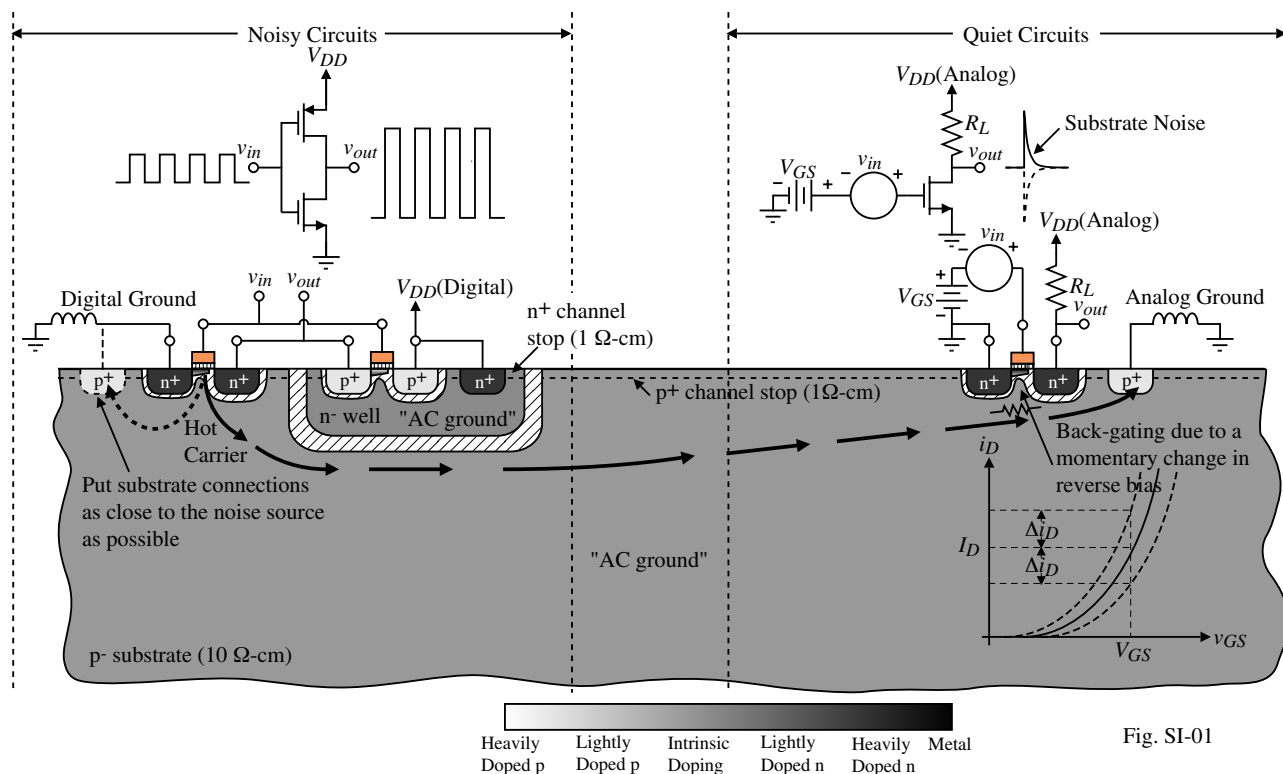 Noisy Circuits
Quiet Circuits
VDD
vin
vout
VDD(Analog)
RL
vout
Substrate Noise
VGS
vin
- +
- +
VDD(Analog)
vin
- +
+
VGS
-
RL
vout
Analog Ground
Digital Ground
vin
vout
VDD(Digital)
n+ channel
stop (1 Ω-cm)
p+
n+
n+
p+
p+
n+
n+
n+
p+
p+ channel stop (1Ω-cm)
n- well
"AC ground"
Hot
Carrier
Put substrate connections
as close to the noise source
as possible
Back-gating due to a
momentary change in
reverse bias
iD
ID
ΔiD
ΔiD
VGS
vGS
"AC ground"
p- substrate (10 Ω-cm)
Heavily
Doped p
Lightly
Doped p
Intrinsic
Doping
Lightly
Doped n
Heavily
Doped n
Metal
Fig. SI-01